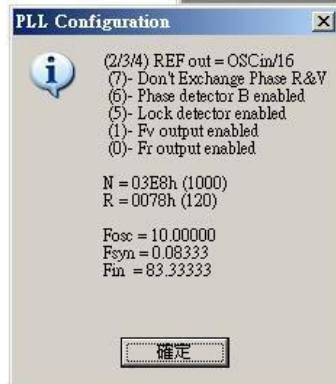 PLL Configuration
(2/3/4) REF out = OSCin/16
(7)- Don't Exchange Phase R&V
(6)- Phase detector B enabled
(5)- Lock detector enabled
(1)- Fv output enabled
(0)- Fr output enabled
N = 03E8h (1000)
R = 0078h (120)
Fosc = 10.00000
Fsyn = 0.08333
Fin = 83.33333
確定